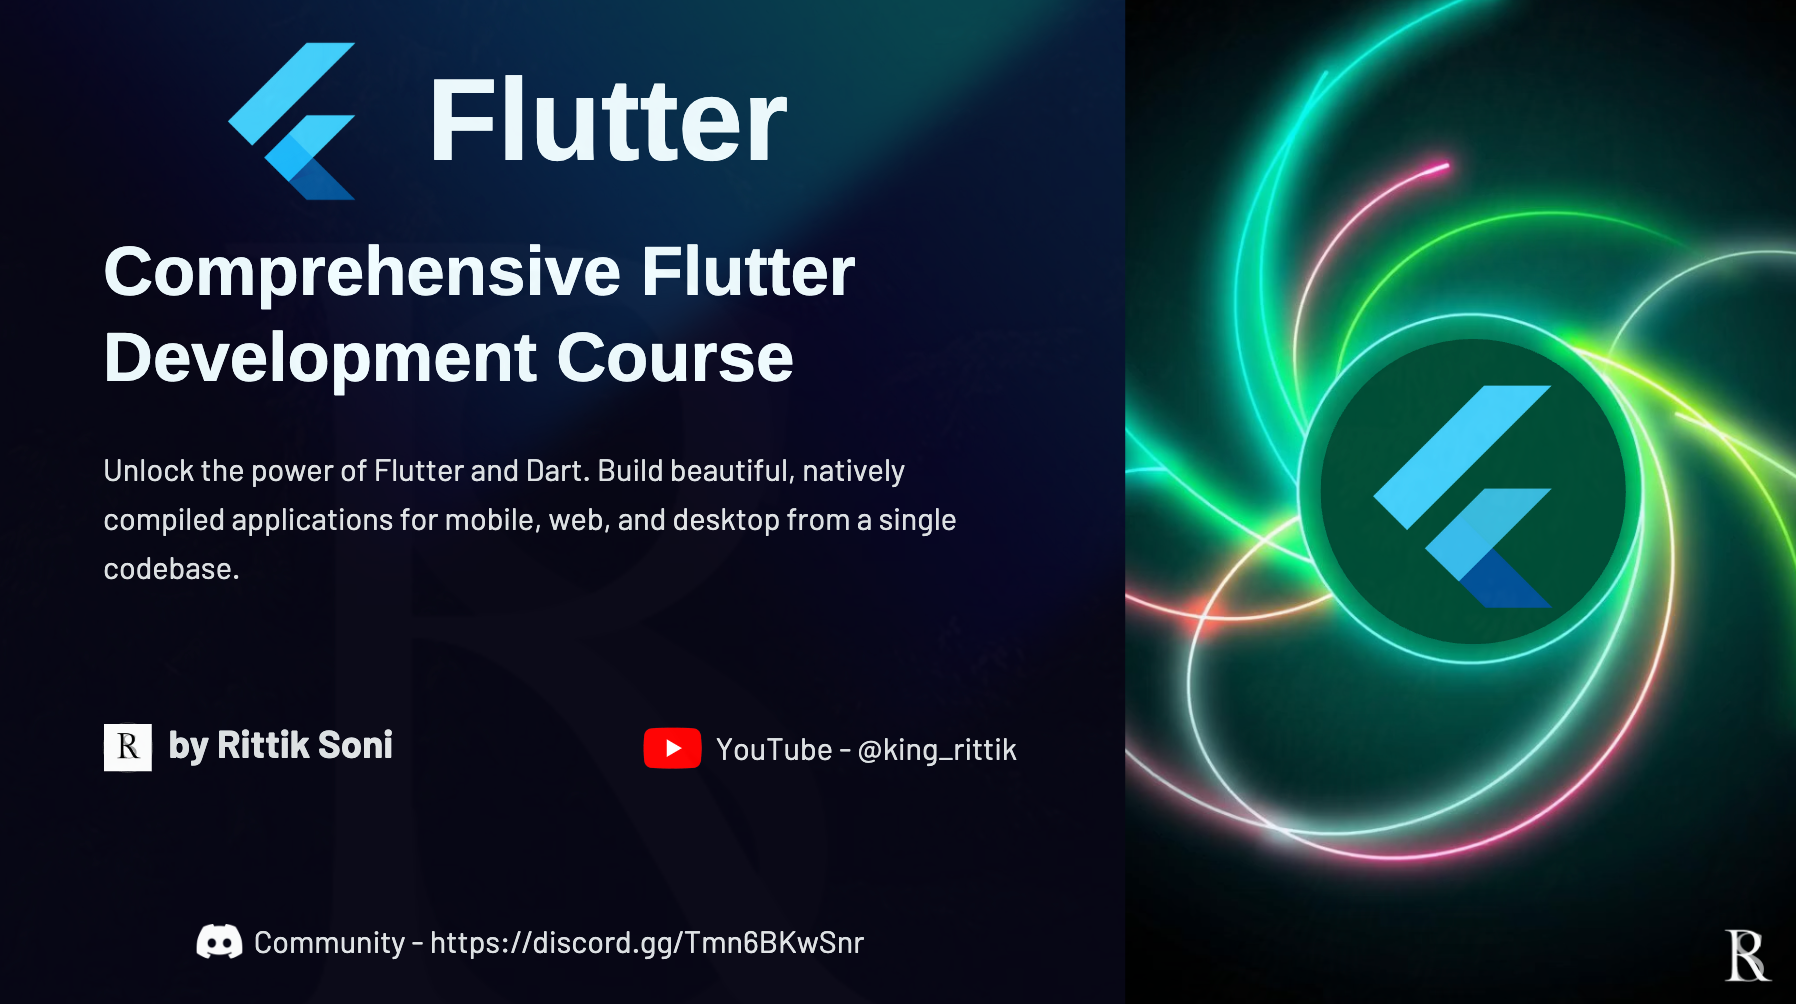 Flutter
Comprehensive Flutter
Development Course
Unlock the power of Flutter and Dart. Build beautiful, natively
compiled applications for mobile, web, and desktop from a single
codebase.
R by Rittik Soni
YouTube - @king_rittik
Community - https://discord.gg/Tmn6BKwSnr
R